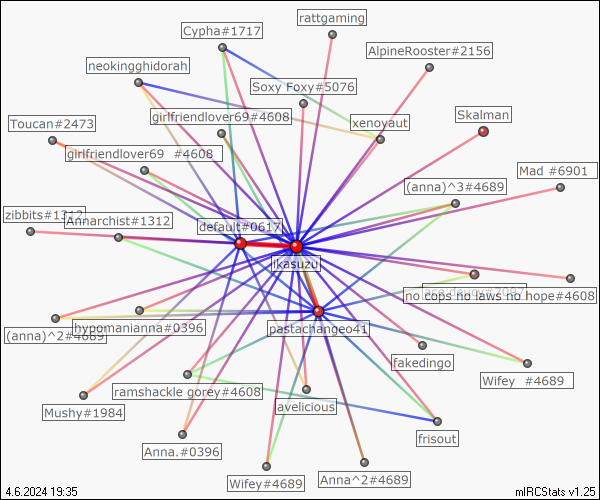 rattgaming
Cypha#1717
AlpineRooster#2156
neokingghidorah
Soxy Foxy#5076
girlfriendlover69#4608
Skalman
Toucan#2473
xenoyaut
girlfriendlover69 #4608
Mad #6901
(anna)^3#4689
zibbits#1312
Annarchist#1312
default#0617
ikasuzu
no cops no laws no hope#4608
hypomanianna#0396
pastachangeo41
(anna)^2#4689
fakedingo
Wifey #4689
ramshackle gorey#4608
avelicious
Mushy#1984
frisout
Anna.#0396
Wifey#4689
Anna^2#4689
4.6.2024 19:35
mIRCStats v1.25